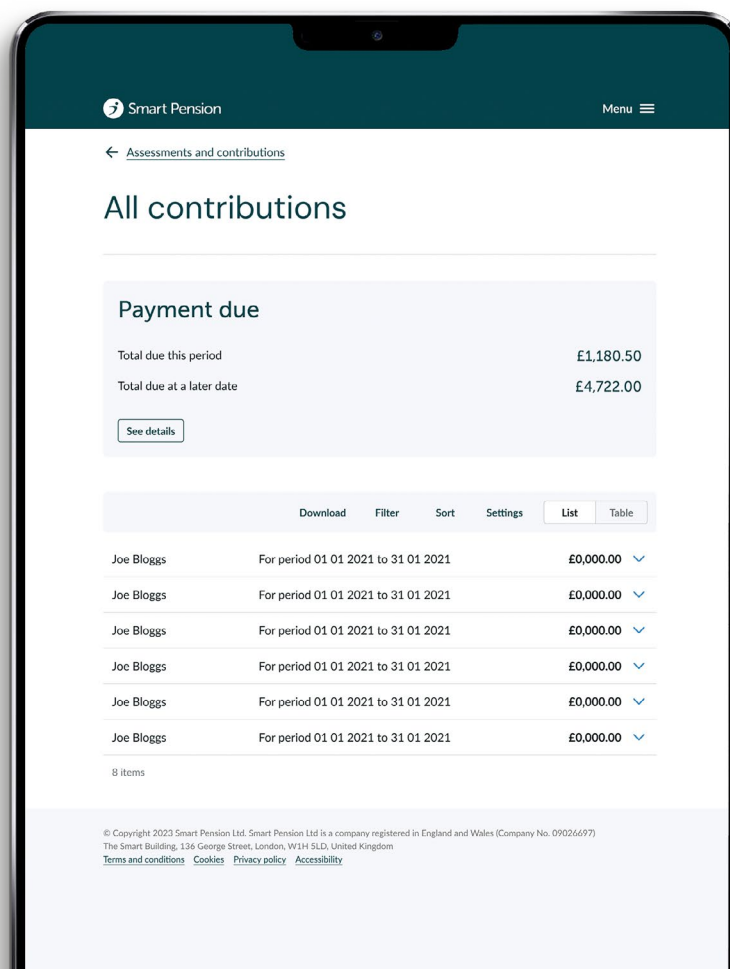 Smart Pension
Menu
Assessments and contributions
All contributions
Payment due
Total due this period £1,180.50
Total due at a later date £4,722.00
See details
Download Filter Sort Settings List Table
Joe Bloggs For period 01 01 2021 to 31 01 2021 £0,000.00
Joe Bloggs For period 01 01 2021 to 31 01 2021 £0,000.00
Joe Bloggs For period 01 01 2021 to 31 01 2021 £0,000.00
Joe Bloggs For period 01 01 2021 to 31 01 2021 £0,000.00
Joe Bloggs For period 01 01 2021 to 31 01 2021 £0,000.00
Joe Bloggs For period 01 01 2021 to 31 01 2021 £0,000.00
8 items
© Copyright 2023 Smart Pension Ltd. Smart Pension Ltd is a company registered in England and Wales (Company No. 09026697)
The Smart Building, 136 George Street, London, W1H 5LD, United Kingdom
Terms and conditions Cookies Privacy policy Accessibility